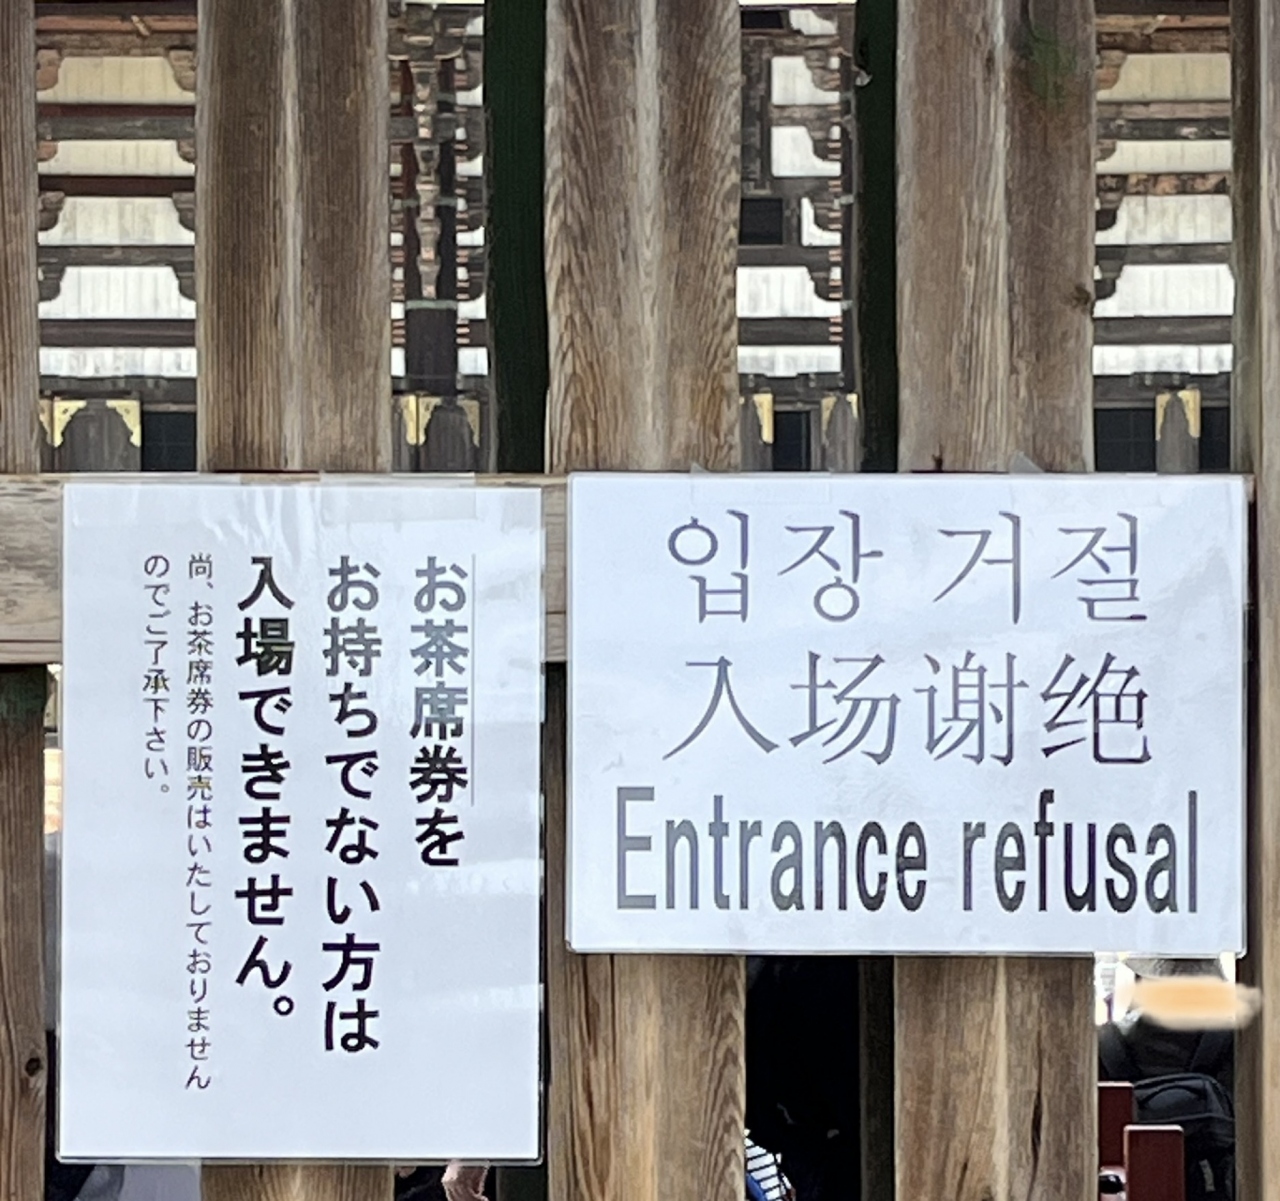 お茶席券を
お持ちでない方は
入場できません。
尚、お茶席券の販売はいたしておりません
のでご了承下さい。
입장 거절
入场谢绝
Entrance refusal